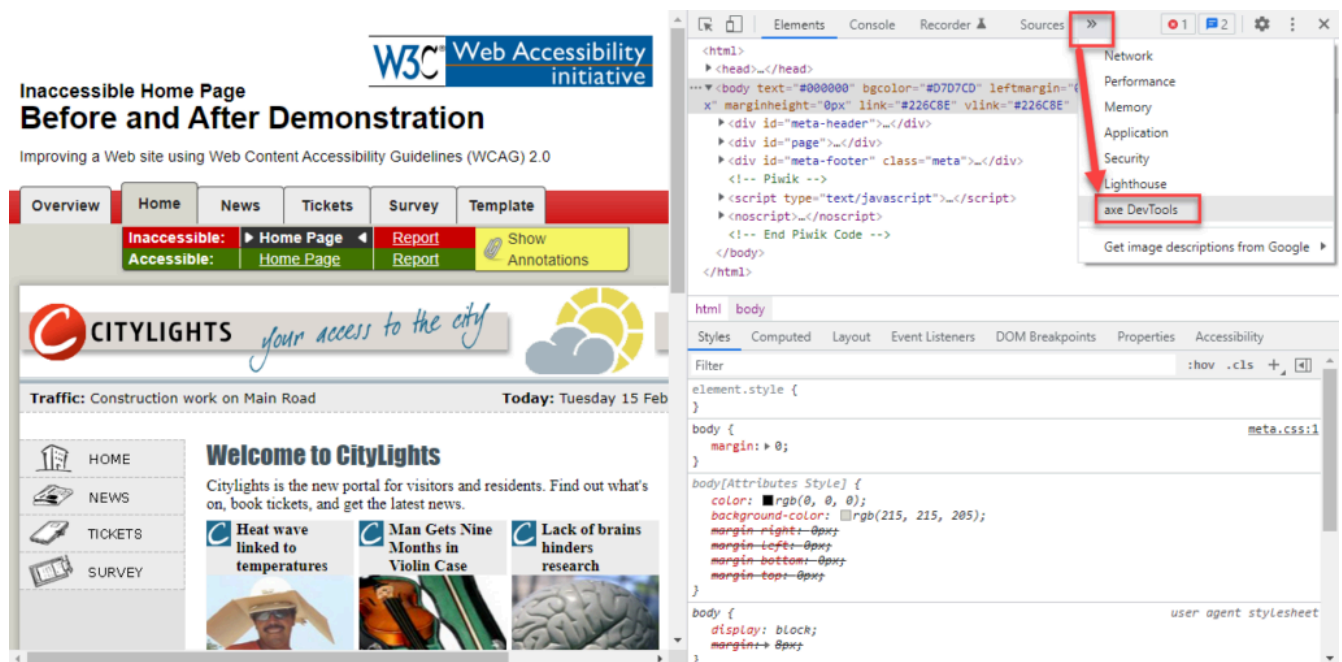 W3C® Web Accessibility
initiative
Inaccessible Home Page
Before and After Demonstration
Improving a Web site using Web Content Accessibility Guidelines (WCAG) 2.0
Overview Home News Tickets Survey Template
Inaccessible: Home Page Report
Accessible: Home Page Report
Show
Annotations
CITYLIGHTS your access to the city
Traffic: Construction work on Main Road Today: Tuesday 15 Feb
HOME
NEWS
TICKETS
SURVEY
Welcome to CityLights
Citylights is the new portal for visitors and residents. Find out what's
on, book tickets, and get the latest news.
Heat wave
linked to
temperatures
Man Gets Nine
Months in
Violin Case
Lack of brains
hinders
research
Elements Console Recorder Sources » 1 2
<html>
<head>…</head>
<body text="#000000" bgcolor="#D7D7CD" leftmargin="
x" marginheight="0px" link="#226C8E" vlink="#226C8E"
<div id="meta-header">…</div>
<div id="page">…</div>
<div id="meta-footer" class="meta">…</div>
<!-- Piwik -->
<script type="text/javascript">…</script>
<noscript>…</noscript>
<!-- End Piwik Code -->
</body>
</html>
Network
Performance
Memory
Application
Security
Lighthouse
axe DevTools
Get image descriptions from Google
html body
Styles Computed Layout Event Listeners DOM Breakpoints Properties Accessibility
Filter :hov .cls +
element.style {
}
body { meta.css:1
margin: 0;
}
body[Attributes Style] {
color: rgb(0, 0, 0);
background-color: rgb(215, 215, 205);
margin-right: 0px;
margin-left: 0px;
margin-bottom: 0px;
margin-top: 0px;
}
body { user agent stylesheet
display: block;
margin: 8px;
}